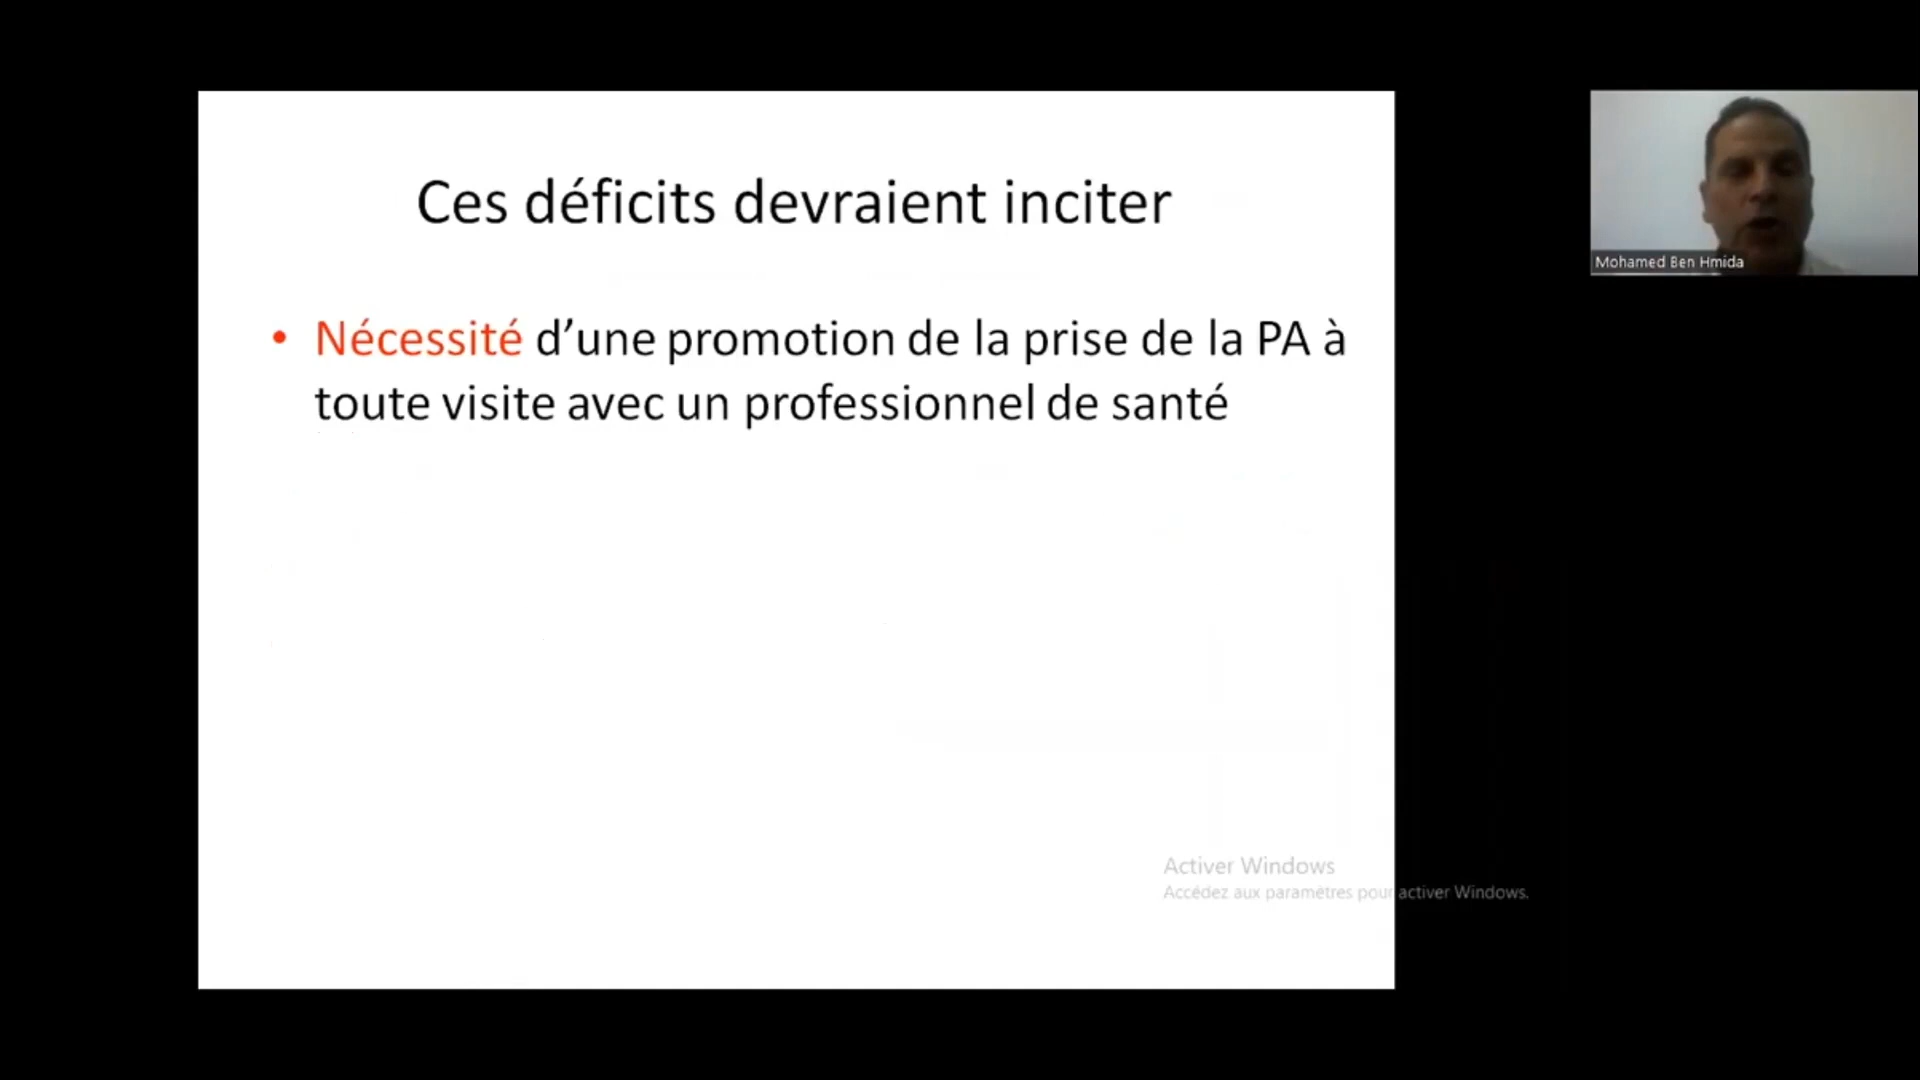 Ces déficits devraient inciter
• Nécessité d’une promotion de la prise de la PA à
toute visite avec un professionnel de santé
Mohamed Ben Hmida
Activer Windows
Accédez aux paramètres pour activer Windows.